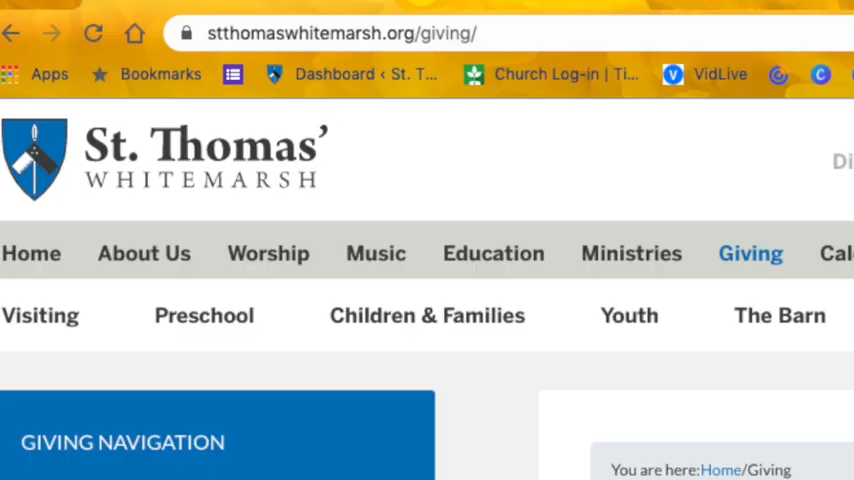 stthomaswhitemarsh.org/giving/
Apps Bookmarks Dashboard ‹ St. T... Church Log-in | Ti... VidLive
St. Thomas’
WHITEMARSH
Home About Us Worship Music Education Ministries Giving
Visiting Preschool Children & Families Youth The Barn
GIVING NAVIGATION
You are here:Home/Giving